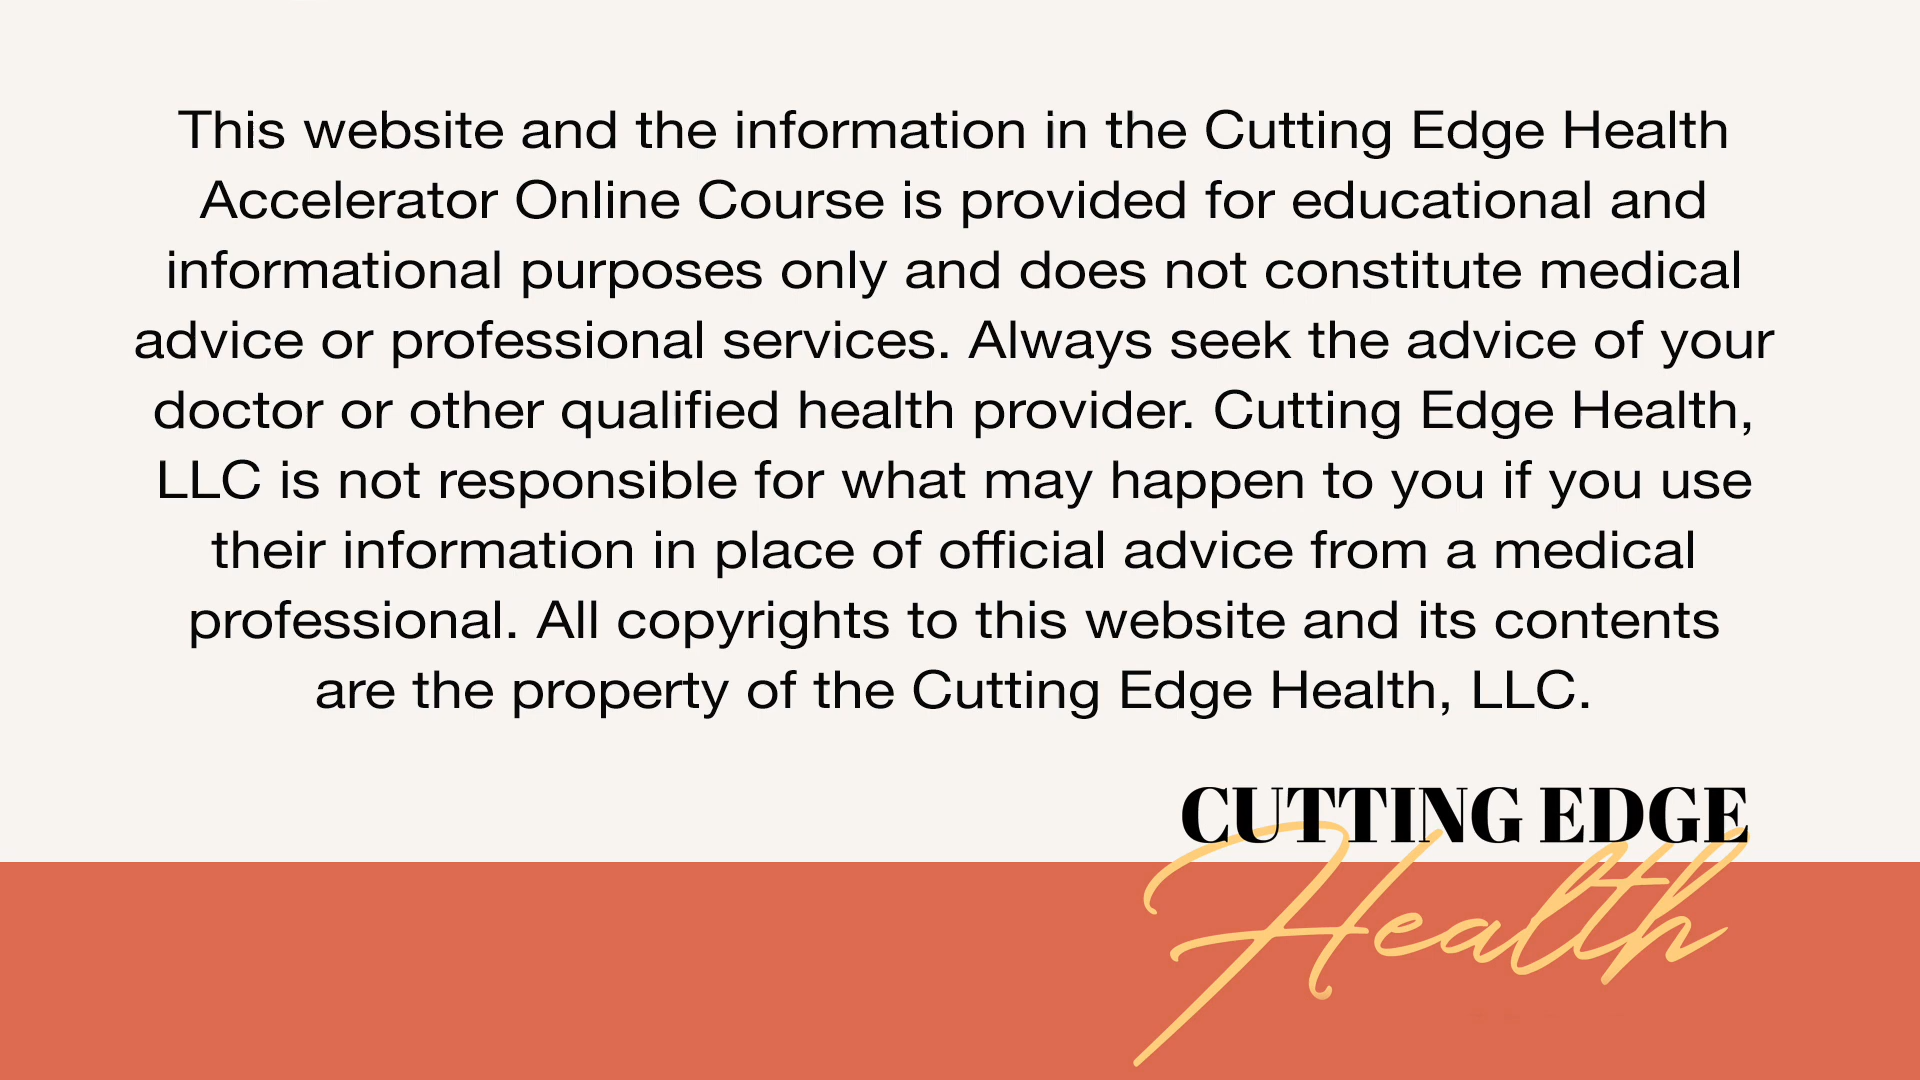 This website and the information in the Cutting Edge Health
Accelerator Online Course is provided for educational and
informational purposes only and does not constitute medical
advice or professional services. Always seek the advice of your
doctor or other qualified health provider. Cutting Edge Health,
LLC is not responsible for what may happen to you if you use
their information in place of official advice from a medical
professional. All copyrights to this website and its contents
are the property of the Cutting Edge Health, LLC.
CUTTING EDGE
Health